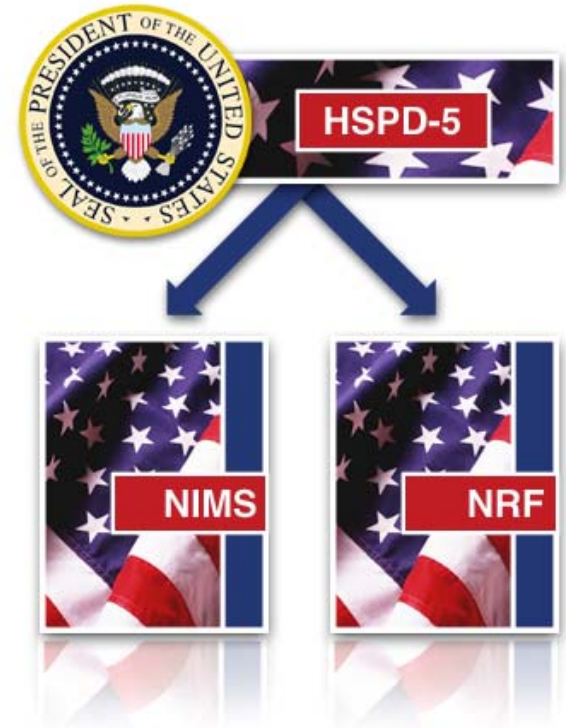 SEAL OF THE PRESIDENT OF THE UNITED STATES
HSPD-5
NIMS
NRF